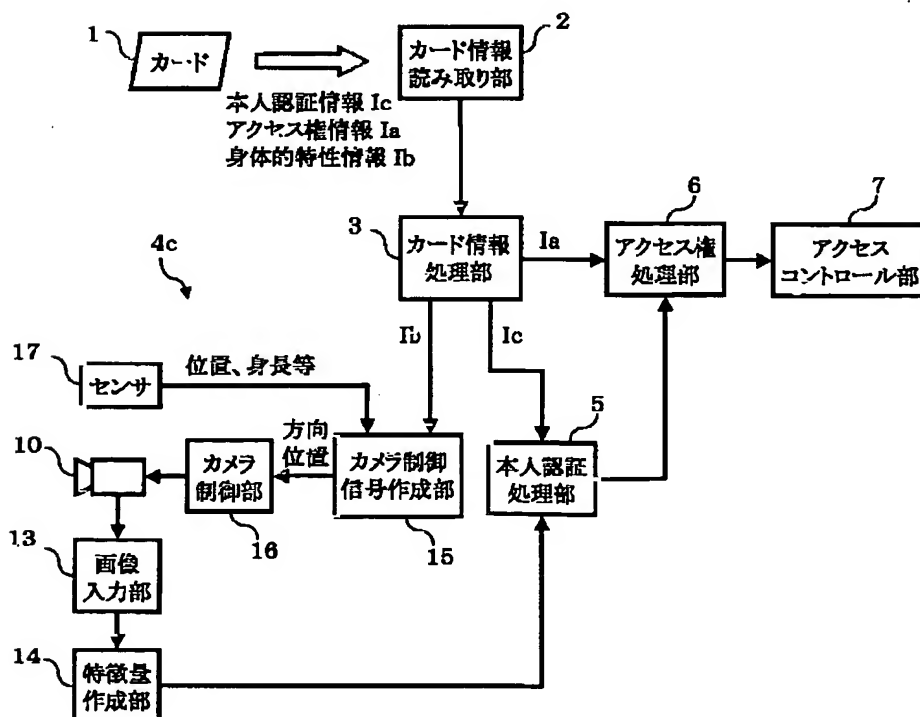 1
カード
2
カード情報
読み取り部
本人認証情報 Ic
アクセス権情報 Ia
身体的特性情報 Ib
3
カード情報
処理部
Ia
6
アクセス権
処理部
7
アクセス
コントロール部
4c
Ib
Ic
17
センサ
位置、身長等
10
カメラ
制御部
16
方向
位置
カメラ制御
信号作成部
15
5
本人認証
処理部
13
画像
入力部
14
特徴量
作成部